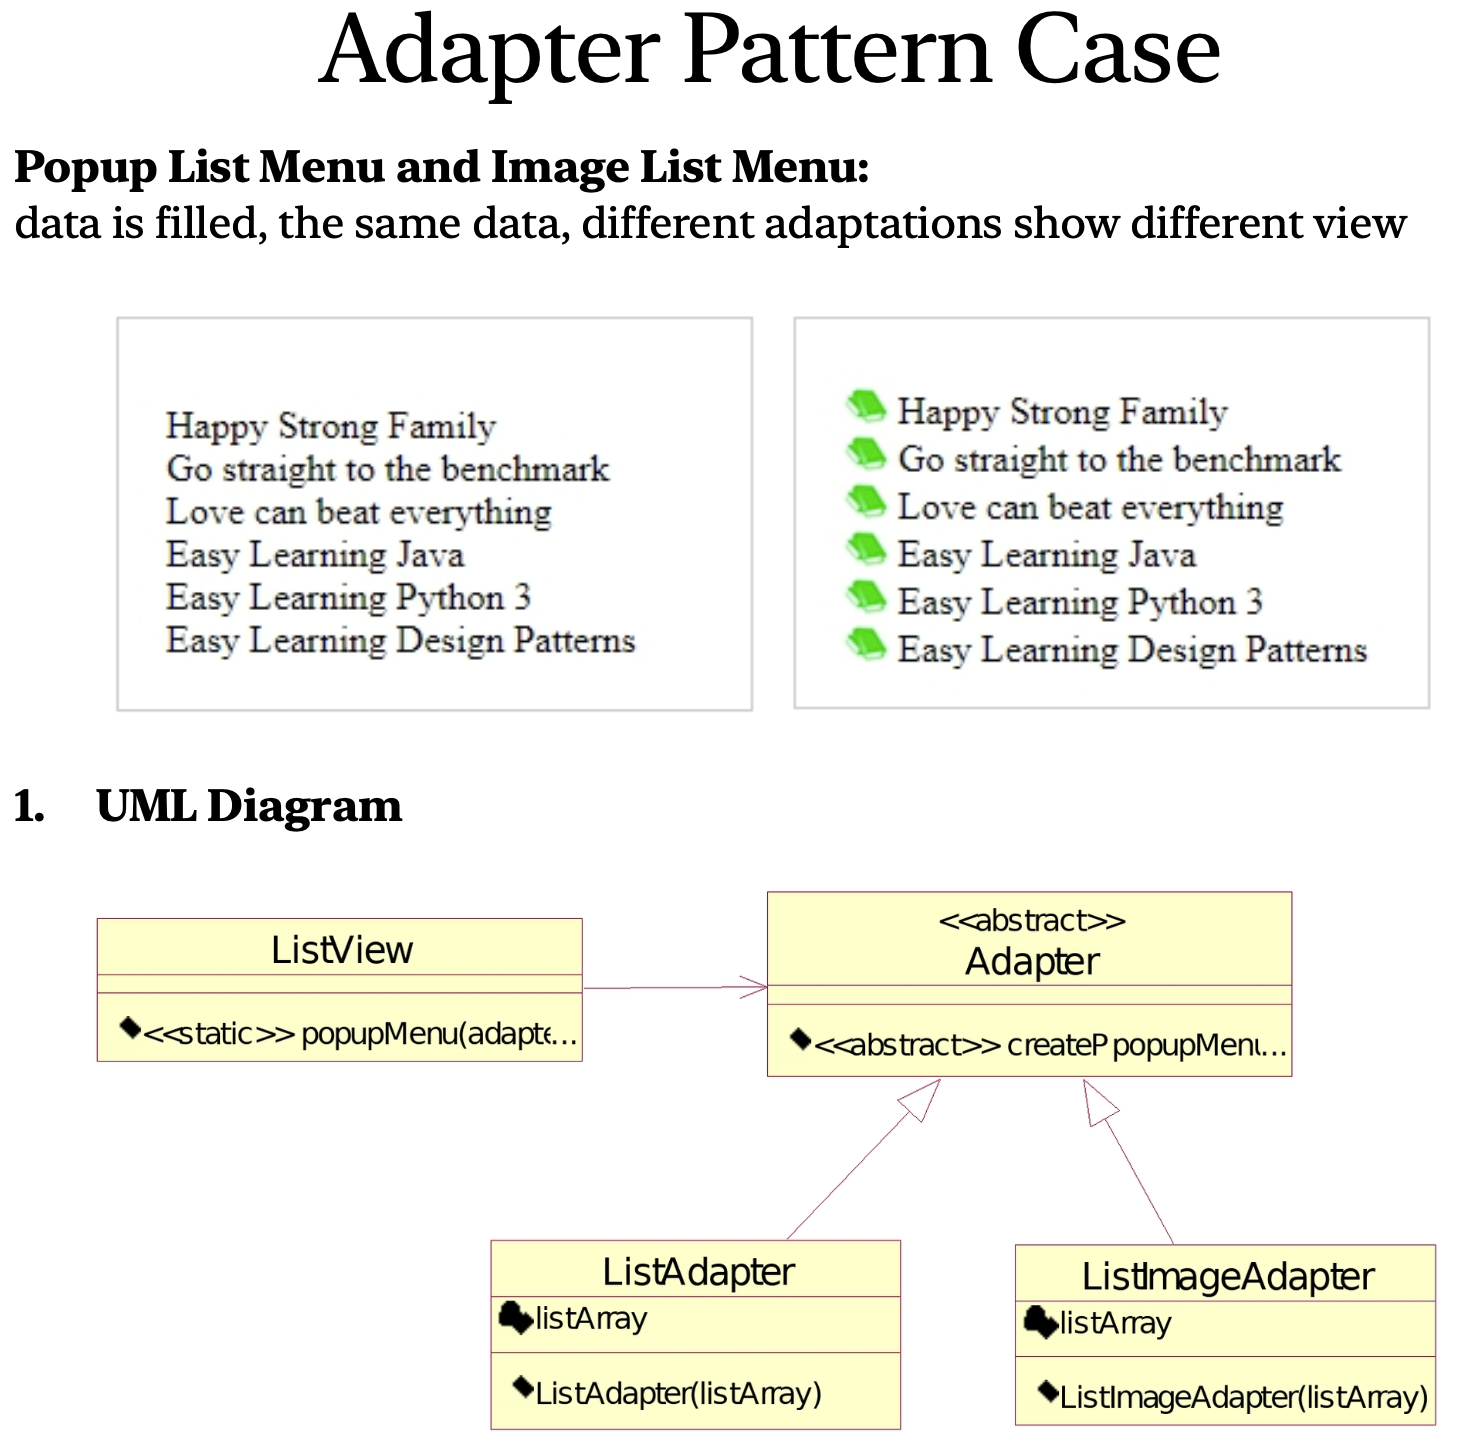 Adapter Pattern Case
Popup List Menu and Image List Menu:
data is filled, the same data, different adaptations show different view
Happy Strong Family
Go straight to the benchmark
Love can beat everything
Easy Learning Java
Easy Learning Python 3
Easy Learning Design Patterns
Happy Strong Family
Go straight to the benchmark
Love can beat everything
Easy Learning Java
Easy Learning Python 3
Easy Learning Design Patterns
1. UML Diagram
ListView
<<static>> popupMenu(adapte...
<<abstract>>
Adapter
<<abstract>> createPpopupMenu...
ListAdapter
listArray
ListAdapter(listArray)
ListImageAdapter
listArray
ListImageAdapter(listArray)